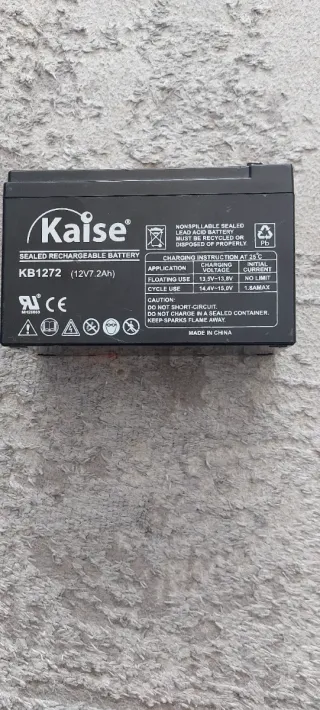 Kaise®
SEALED RECHARGEABLE BATTERY
KB1272 (12V7.2Ah)
NONSPILLABLE SEALED
LEAD ACID BATTERY
MUST BE RECYCLED OR
DISPOSED OF PROPERLY.
Pb
CHARGING INSTRUCTION AT 25℃
APPLICATION CHARGING VOLTAGE INITIAL CURRENT
FLOATING USE 13.5V~13.8V NO LIMIT
CYCLE USE 14.4V~15.0V 1.8AMAX
CAUTION:
DO NOT SHORT-CIRCUIT.
DO NOT CHARGE IN A SEALED CONTAINER.
KEEP SPARKS FLAME AWAY.
MADE IN CHINA
CE